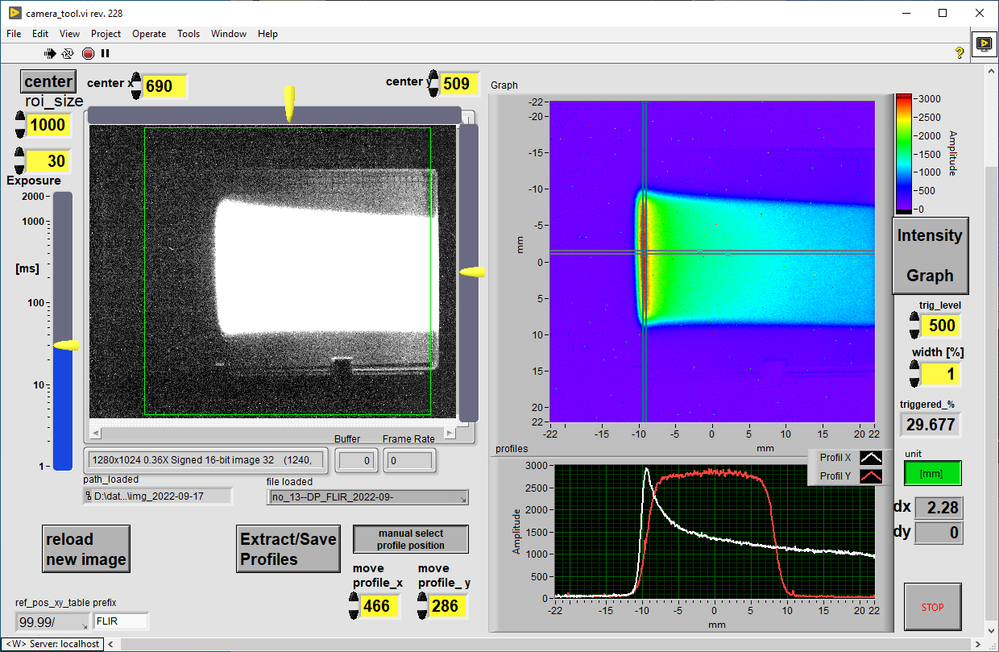 camera_tool.vi rev. 228
File Edit View Project Operate Tools Window Help
center
center x
690
center y
509
roi_size
1000
30
Exposure
2000
1000
[ms]
100
10
1
Buffer
Frame Rate
1280x1024 0.36X Signed 16-bit image 32 (1240,
0
0
path_loaded
D:\dat...\img_2022-09-17
file loaded
no_13--DP_FLIR_2022-09-
reload
new image
Extract/Save
Profiles
manual select
profile position
move
profile_x
466
move
profile_y
286
ref_pos_xy_table prefix
99.99/
FLIR
<W> Server: localhost
Graph
-22
-20
-15
-10
-5
0
5
10
15
20
22
mm
-22 -20 -15 -10 -5 0 5 10 15 20 22
mm
3000
2500
2000
1500
1000
500
0
Amplitude
Intensity
Graph
trig_level
500
width [%]
1
triggered_%
29.677
unit
[mm]
dx
2.28
dy
0
STOP
profiles
Profil X
Profil Y
3000
2500
2000
1500
1000
500
0
Amplitude
-22 -20 -15 -10 -5 0 5 10 15 20 22
mm